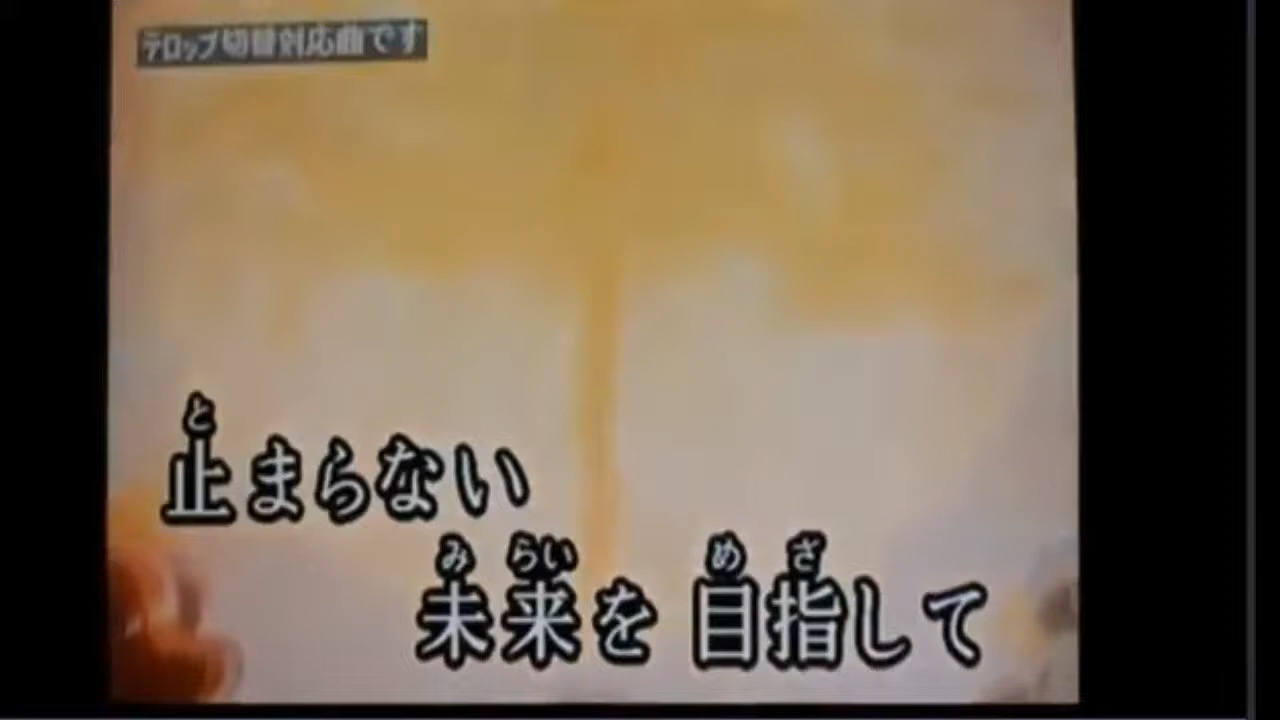 テロップ切替対応曲です
と
止まらない
み らい め ざ
未来を 目指して